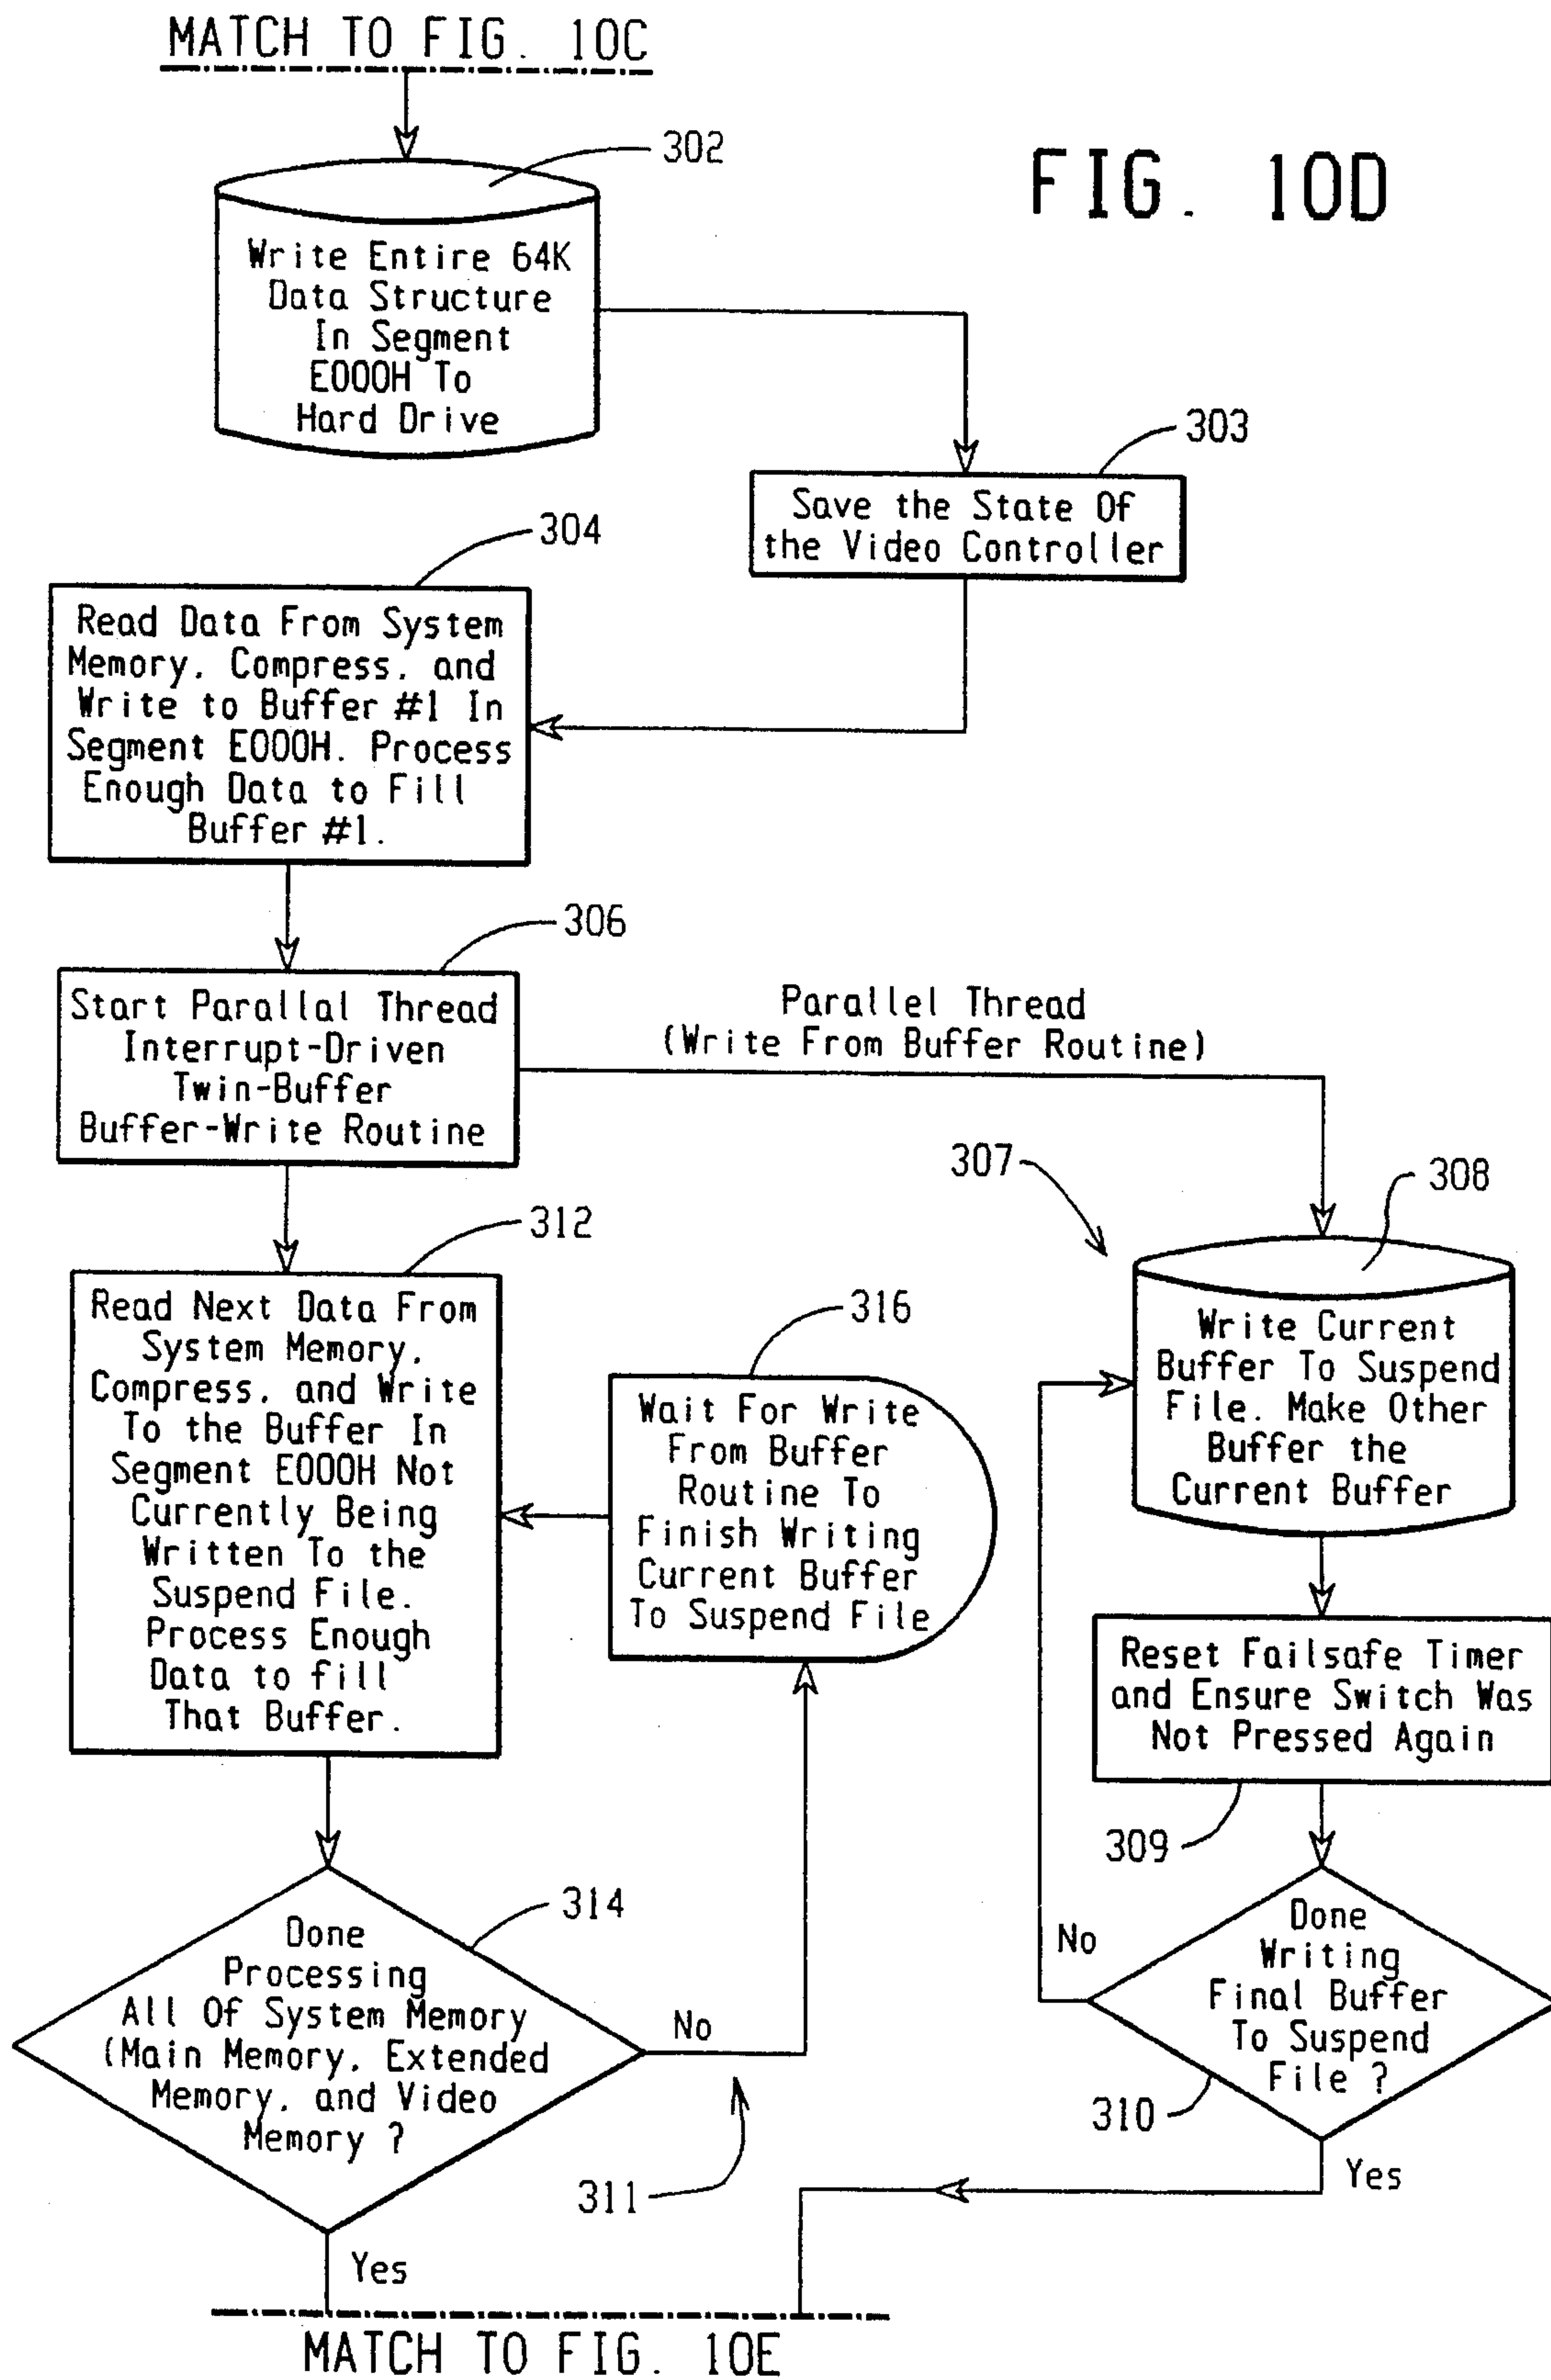 MATCH TO FIG. 10C
302
FIG. 10D
Write Entire 64K
Data Structure
In Segment
E000H To
Hard Drive
303
Save the State Of
the Video Controller
304
Read Data From System
Memory, Compress, and
Write to Buffer #1 In
Segment E000H. Process
Enough Data to Fill
Buffer #1.
306
Start Parallal Thread
Interrupt-Driven
Twin-Buffer
Buffer-Write Routine
Parallel Thread
(Write From Buffer Routine)
307
308
312
Read Next Data From
System Memory,
Compress, and Write
To the Buffer In
Segment E000H Not
Currently Being
Written To the
Suspend File.
Process Enough
Data to fill
That Buffer.
316
Wait For Write
From Buffer
Routine To
Finish Writing
Current Buffer
To Suspend File
Write Current
Buffer To Suspend
File. Make Other
Buffer the
Current Buffer
Reset Failsafe Timer
and Ensure Switch Was
Not Pressed Again
309
314
Done
Processing
All Of System Memory
(Main Memory, Extended
Memory, and Video
Memory ?
No
311
Yes
Done
Writing
Final Buffer
To Suspend
File ?
No
310
Yes
MATCH TO FIG. 10E